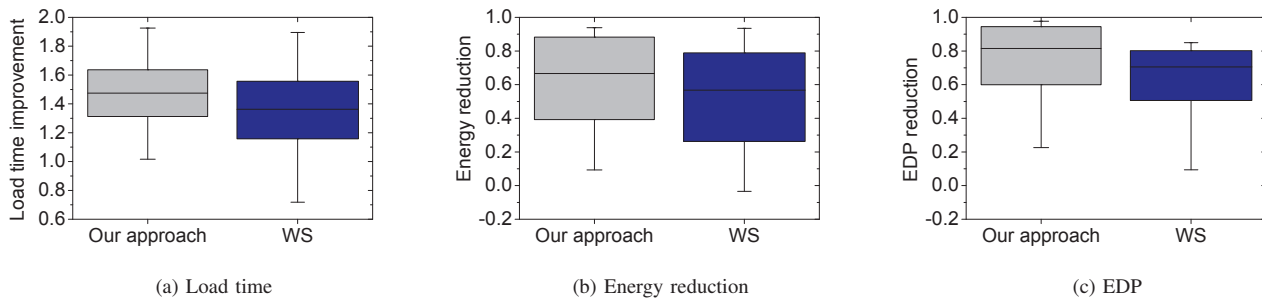 Load time improvement
2.0
1.8
1.6
1.4
1.2
1.0
0.8
0.6
Our approach WS
(a) Load time
Energy reduction
1.0
0.8
0.6
0.4
0.2
0.0
-0.2
Our approach WS
(b) Energy reduction
EDP reduction
1.0
0.8
0.6
0.4
0.2
0.0
-0.2
Our approach WS
(c) EDP